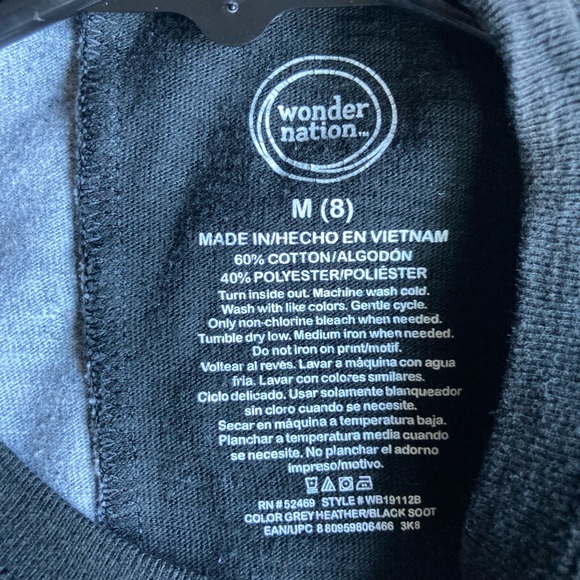 wonder
nation™
M (8)
MADE IN/HECHO EN VIETNAM
60% COTTON/ALGODÓN
40% POLYESTER/POLIÉSTER
Turn inside out. Machine wash cold.
Wash with like colors. Gentle cycle.
Only non-chlorine bleach when needed.
Tumble dry low. Medium iron when needed.
Do not iron on print/motif.
Voltear al revés. Lavar a máquina con agua
fria. Lavar con colores similares.
Ciclo delicado. Usar solamente blanqueador
sin cloro cuando se necesite.
Secar en máquina a temperatura baja.
Planchar a temperatura media cuando
se necesite. No planchar el adorno
impreso/motivo.
RN # 52469 STYLE # WB19112B
COLOR GREY HEATHER/BLACK SOOT
EAN/UPC 8 80959806466 3K8